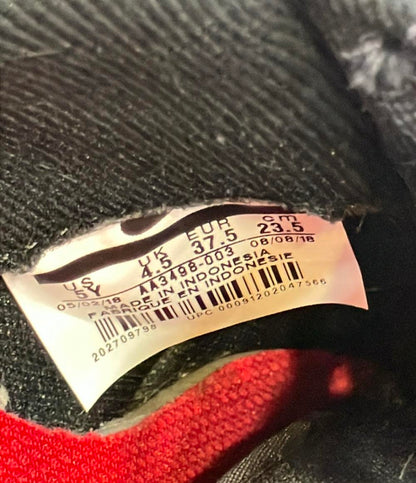 US UK EUR cm
5Y 4.5 37.5 23.5
05/02/18 AA3498-003 08/08/18
MADE IN INDONESIA
FABRIQUE EN INDONESIE
202709798 UPC 00091202047566